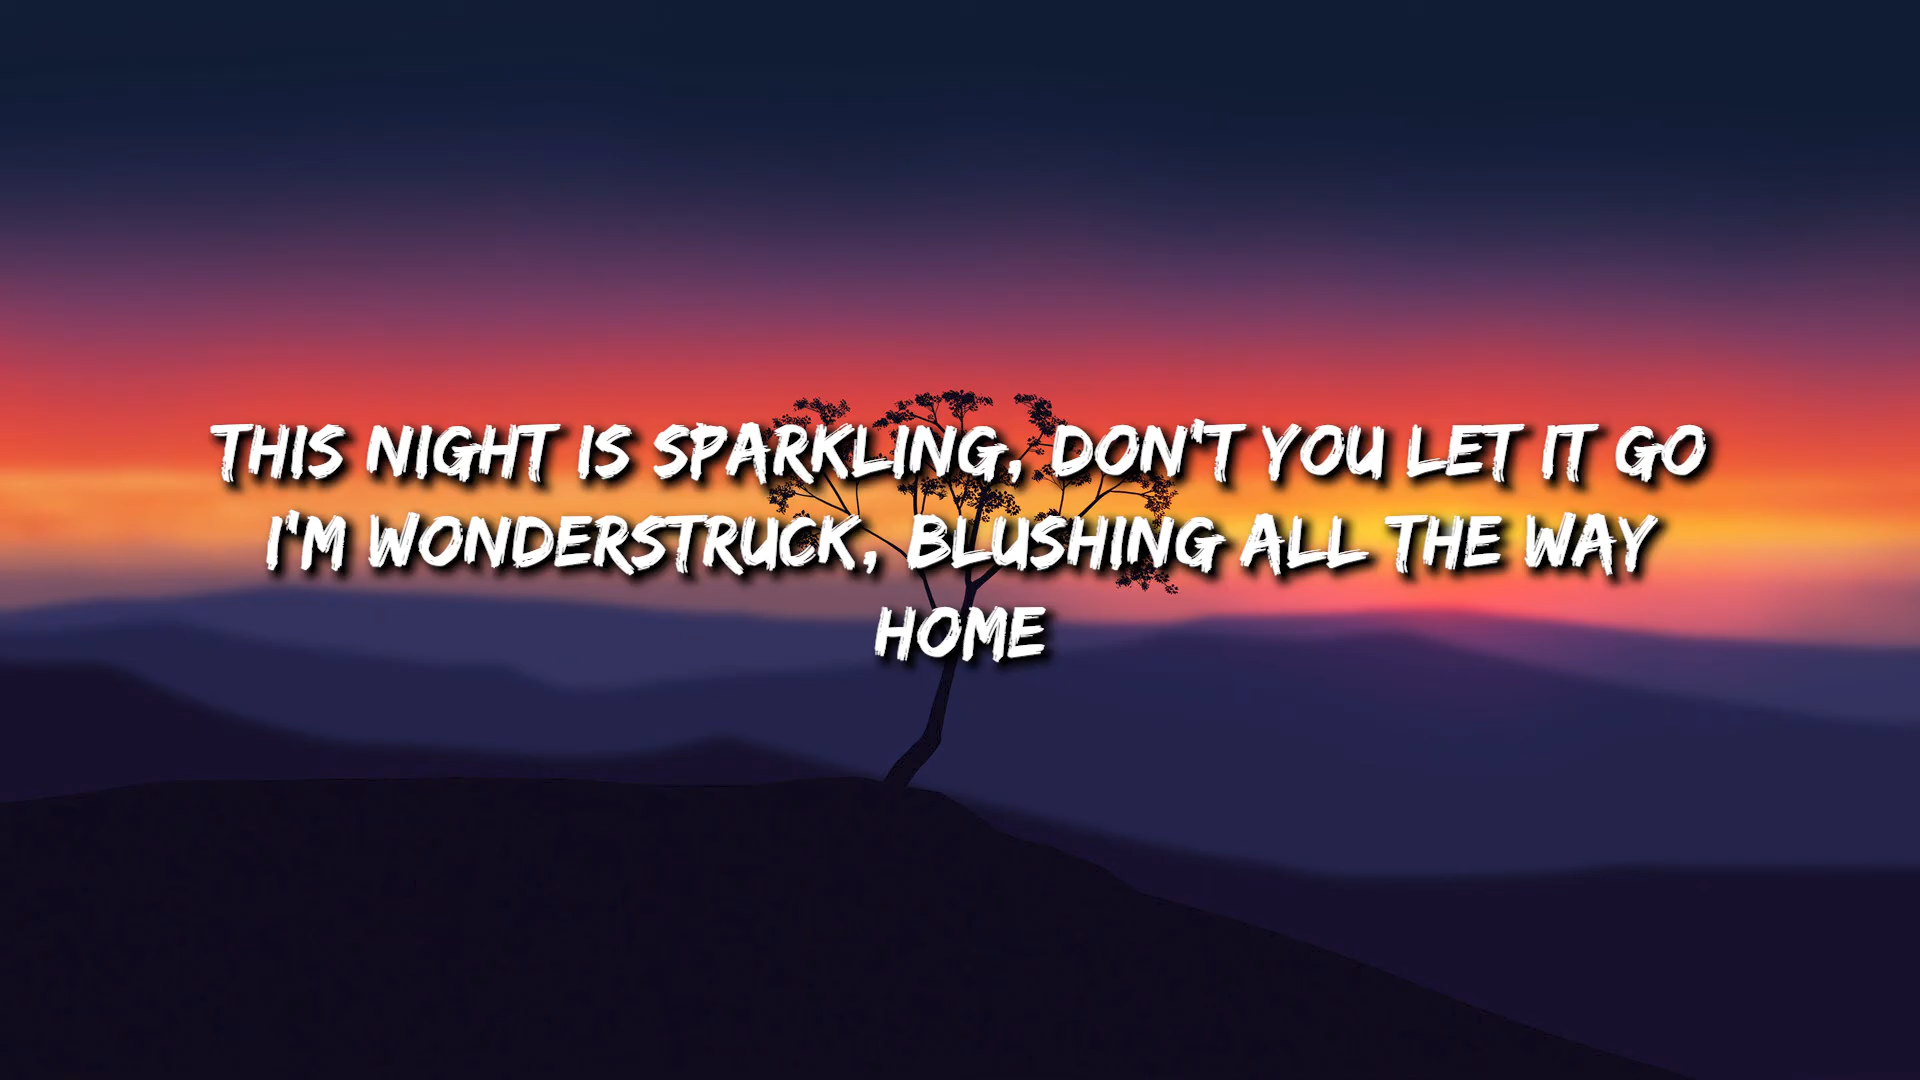 THIS NIGHT IS SPARKLING, DON'T YOU LET IT GO
I'M WONDERSTRUCK, BLUSHING ALL THE WAY
HOME